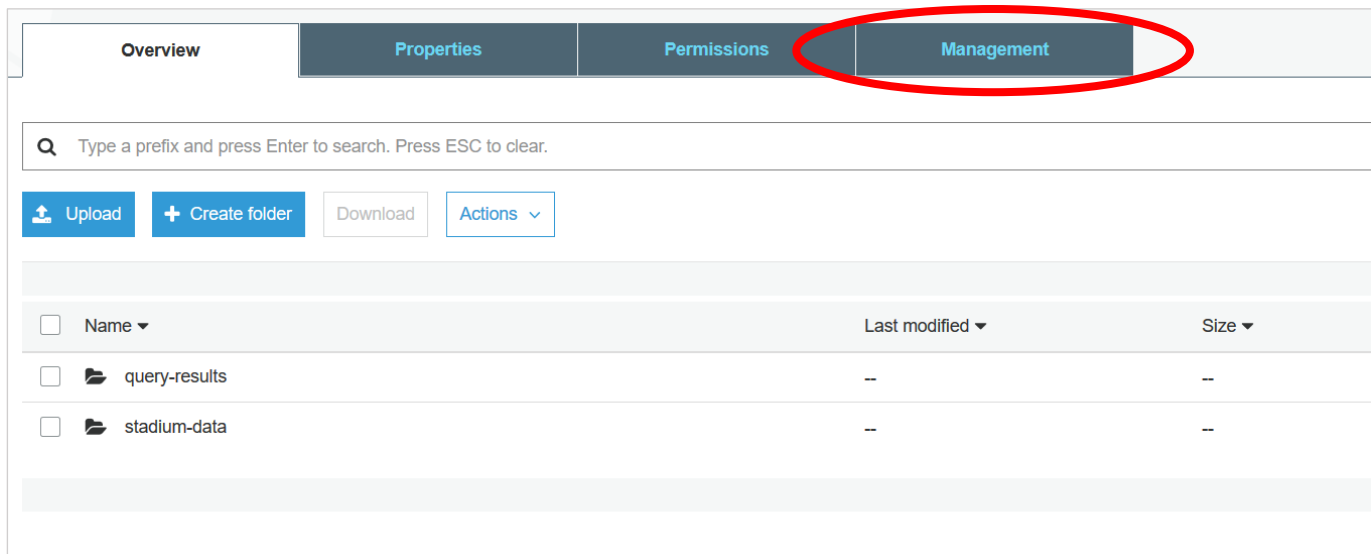 Overview Properties Permissions Management
Type a prefix and press Enter to search. Press ESC to clear.
Upload Create folder Download Actions
Name Last modified Size
query-results -- --
stadium-data -- --